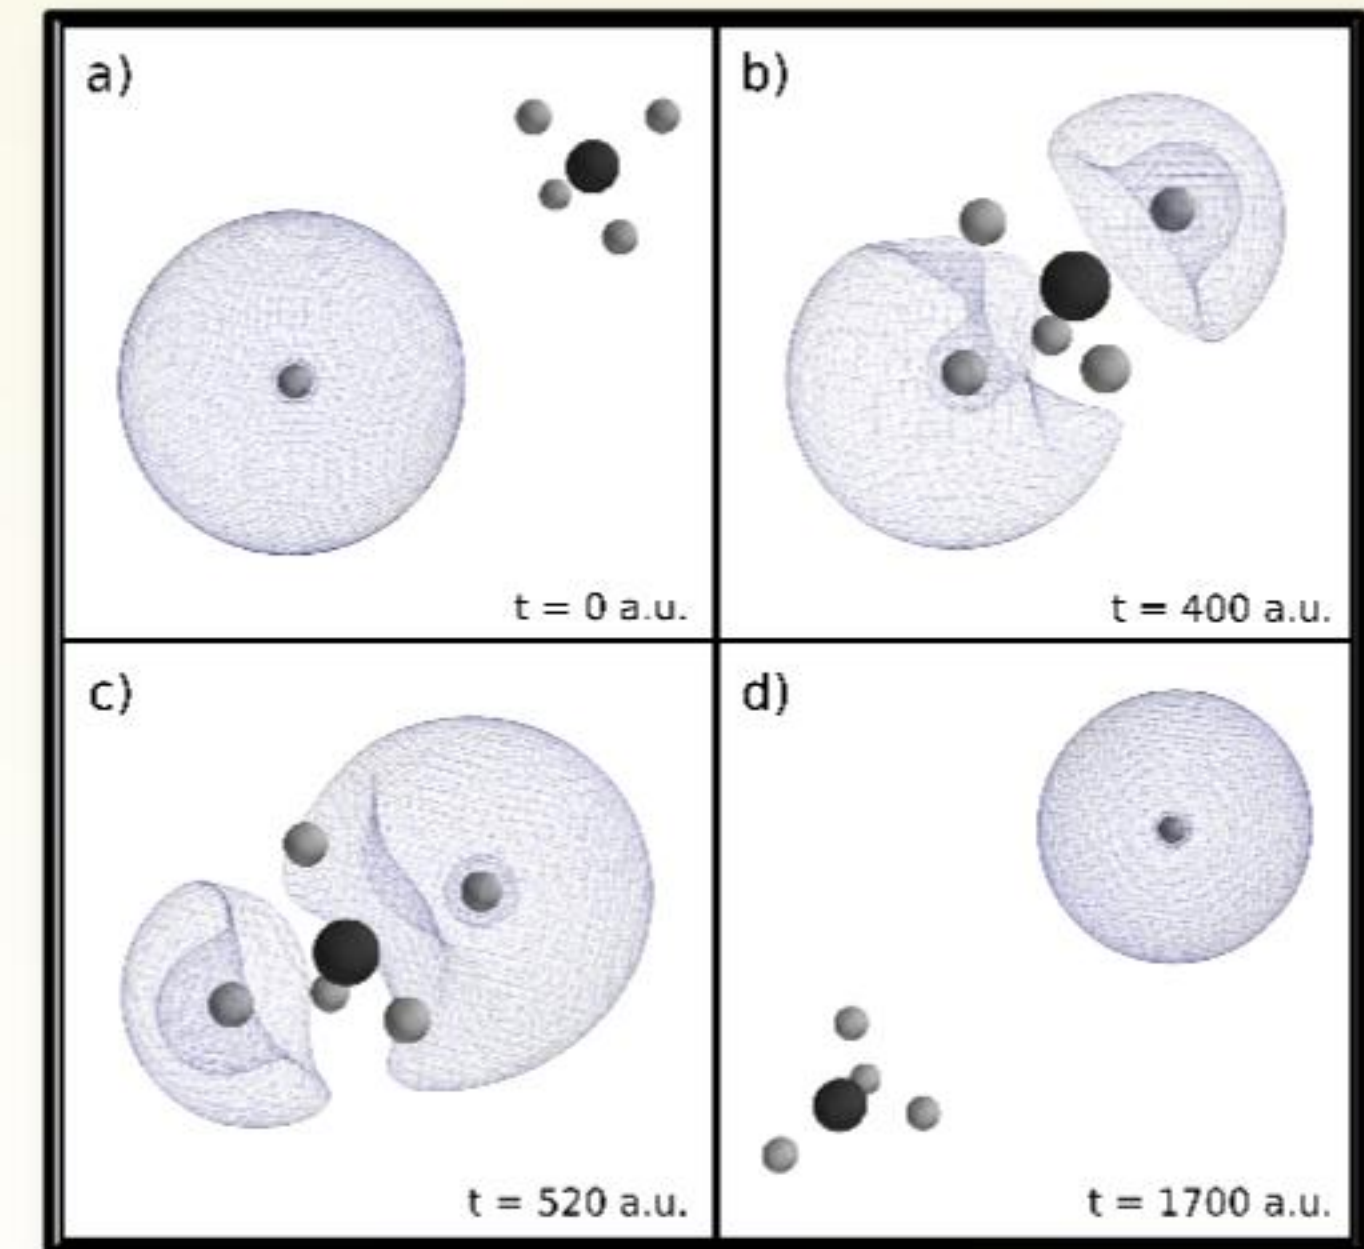 a)
t = 0 a.u.
b)
t = 400 a.u.
c)
t = 520 a.u.
d)
t = 1700 a.u.